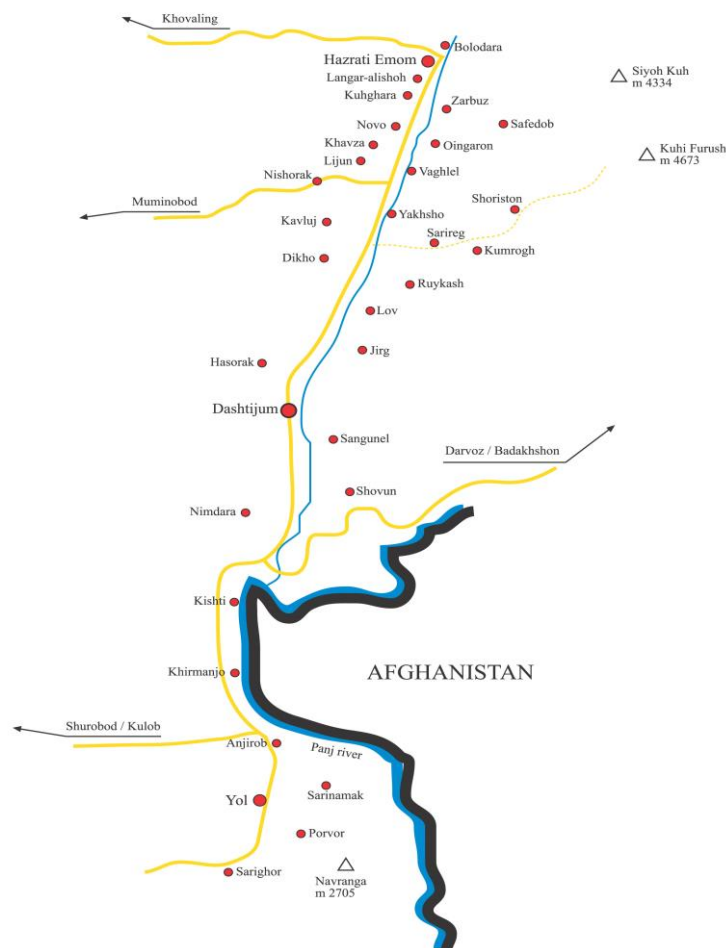 Khovaling
Bolodara
Hazrati Emom
Langar-alishoh
Siyoh Kuh
m 4334
Kuhghara
Zarbuz
Novo
Safedob
Khavza
Oingaron
Kuhi Furush
m 4673
Lijun
Vaghlel
Nishorak
Muminobod
Shoriston
Kavluj
Yakhsho
Sarireg
Dikho
Kumrogh
Ruykash
Lov
Jirg
Hasorak
Dashtijum
Sangunel
Darvoz / Badakhshon
Shovun
Nimdara
Kishti
Khirmanjo
AFGHANISTAN
Shurobod / Kulob
Anjirob
Panj river
Sarinamak
Yol
Porvor
Sarighor
Navranga
m 2705